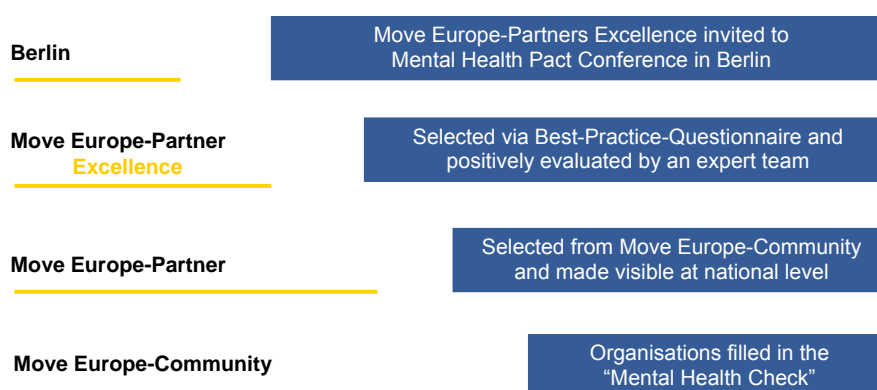 Berlin
Move Europe-Partners Excellence invited to
Mental Health Pact Conference in Berlin
Move Europe-Partner
Excellence
Selected via Best-Practice-Questionnaire and
positively evaluated by an expert team
Move Europe-Partner
Selected from Move Europe-Community
and made visible at national level
Move Europe-Community
Organisations filled in the
“Mental Health Check”